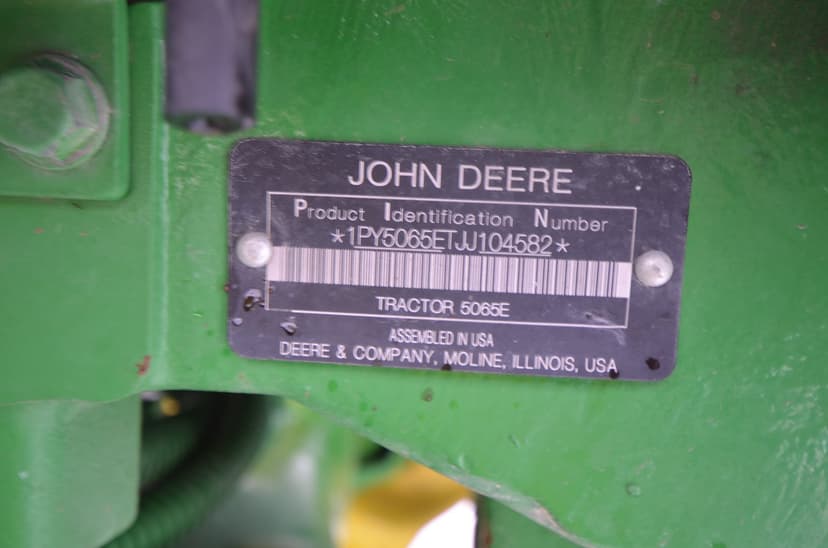 JOHN DEERE
Product Identification Number
*1PY5065ETJJ104582*
TRACTOR 5065E
ASSEMBLED IN USA
DEERE & COMPANY, MOLINE, ILLINOIS, USA